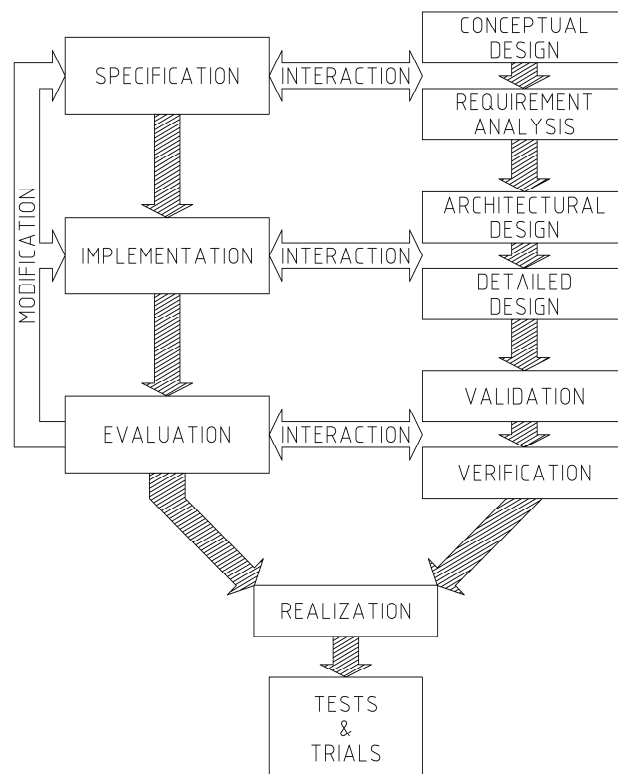 CONCEPTUAL
DESIGN
SPECIFICATION
INTERACTION
REQUIREMENT
ANALYSIS
MODIFICATION
ARCHITECTURAL
DESIGN
IMPLEMENTATION
INTERACTION
DETAILED
DESIGN
VALIDATION
EVALUATION
INTERACTION
VERIFICATION
REALIZATION
TESTS
&
TRIALS